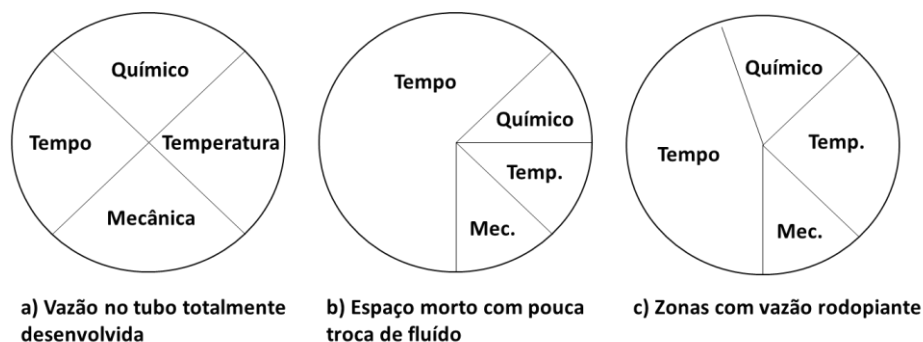 Químico
Tempo
Temperatura
Mecânica
a) Vazão no tubo totalmente
desenvolvida
Tempo
Químico
Temp.
Mec.
b) Espaço morto com pouca
troca de fluído
Químico
Tempo
Temp.
Mec.
c) Zonas com vazão rodopiante